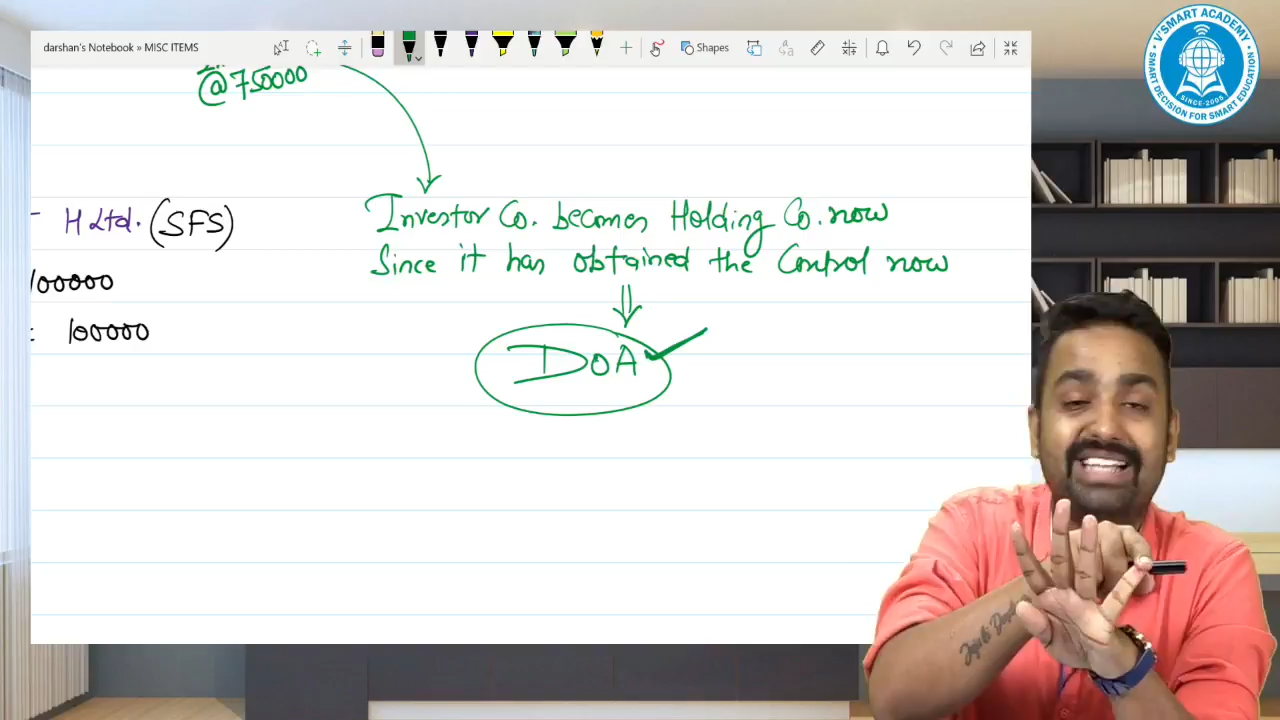 darshan's Notebook » MISC ITEMS
Shapes
@750000
H Ltd. (SFS)
100000
= 100000
Investor Co. becomes Holding Co. now
Since it has obtained the Control now
DOA
V'SMART ACADEMY
SINCE-2005
SMART DECISION FOR SMART EDUCATION